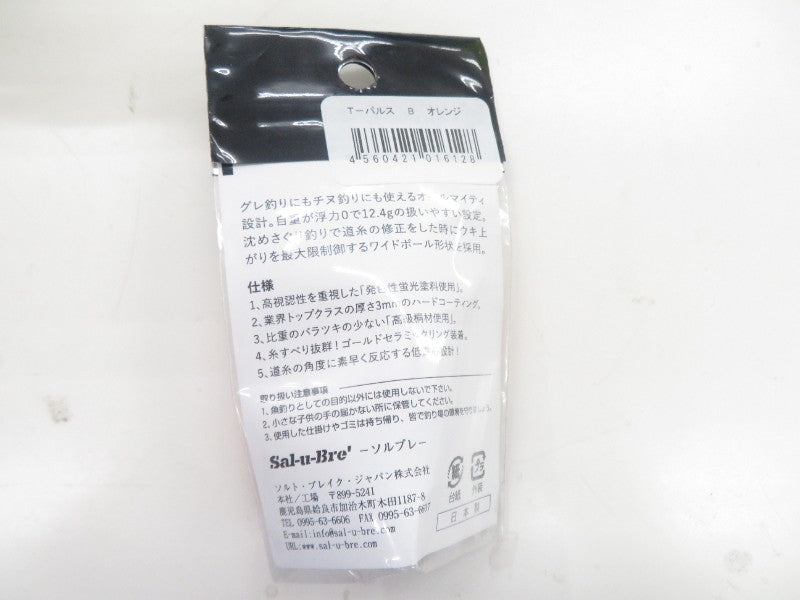 T－パルス B オレンジ
4 560421 016128
グレ釣りにもチヌ釣りにも使えるオールマイティ
設計。自重が浮力0で12.4gの扱いやすい設定。
沈めさぐり釣りで道糸の修正をした時にウキ上
がりを最大限制御するワイドボール形状を採用。
仕様
1、高視認性を重視した「発色性蛍光塗料使用」。
2、業界トップクラスの厚さ3mmのハードコーティング。
3、比重のバラツキの少ない「高級桐材使用」。
4、糸すべり抜群！ゴールドセラミックリング装着。
5、道糸の角度に素早く反応する低重心設計！
取り扱い注意事項
1、魚釣りとしての目的以外には使用しないで下さい。
2、小さな子供の手の届かない所に保管してください。
3、使用した仕掛けやゴミは持ち帰り、皆で釣り場の環境を守りましょう。
Sal-u-Bre' －ソルブレ－
ソルト・ブレイク・ジャパン株式会社
本社／工場 〒899-5241
鹿児島県姶良市加治木町木田1187-8
TEL 0995-63-6606 FAX 0995-63-6607
E-mail:info@sal-u-bre.com
URL:www.sal-u-bre.com
紙 プラ
台紙 外装
日本製